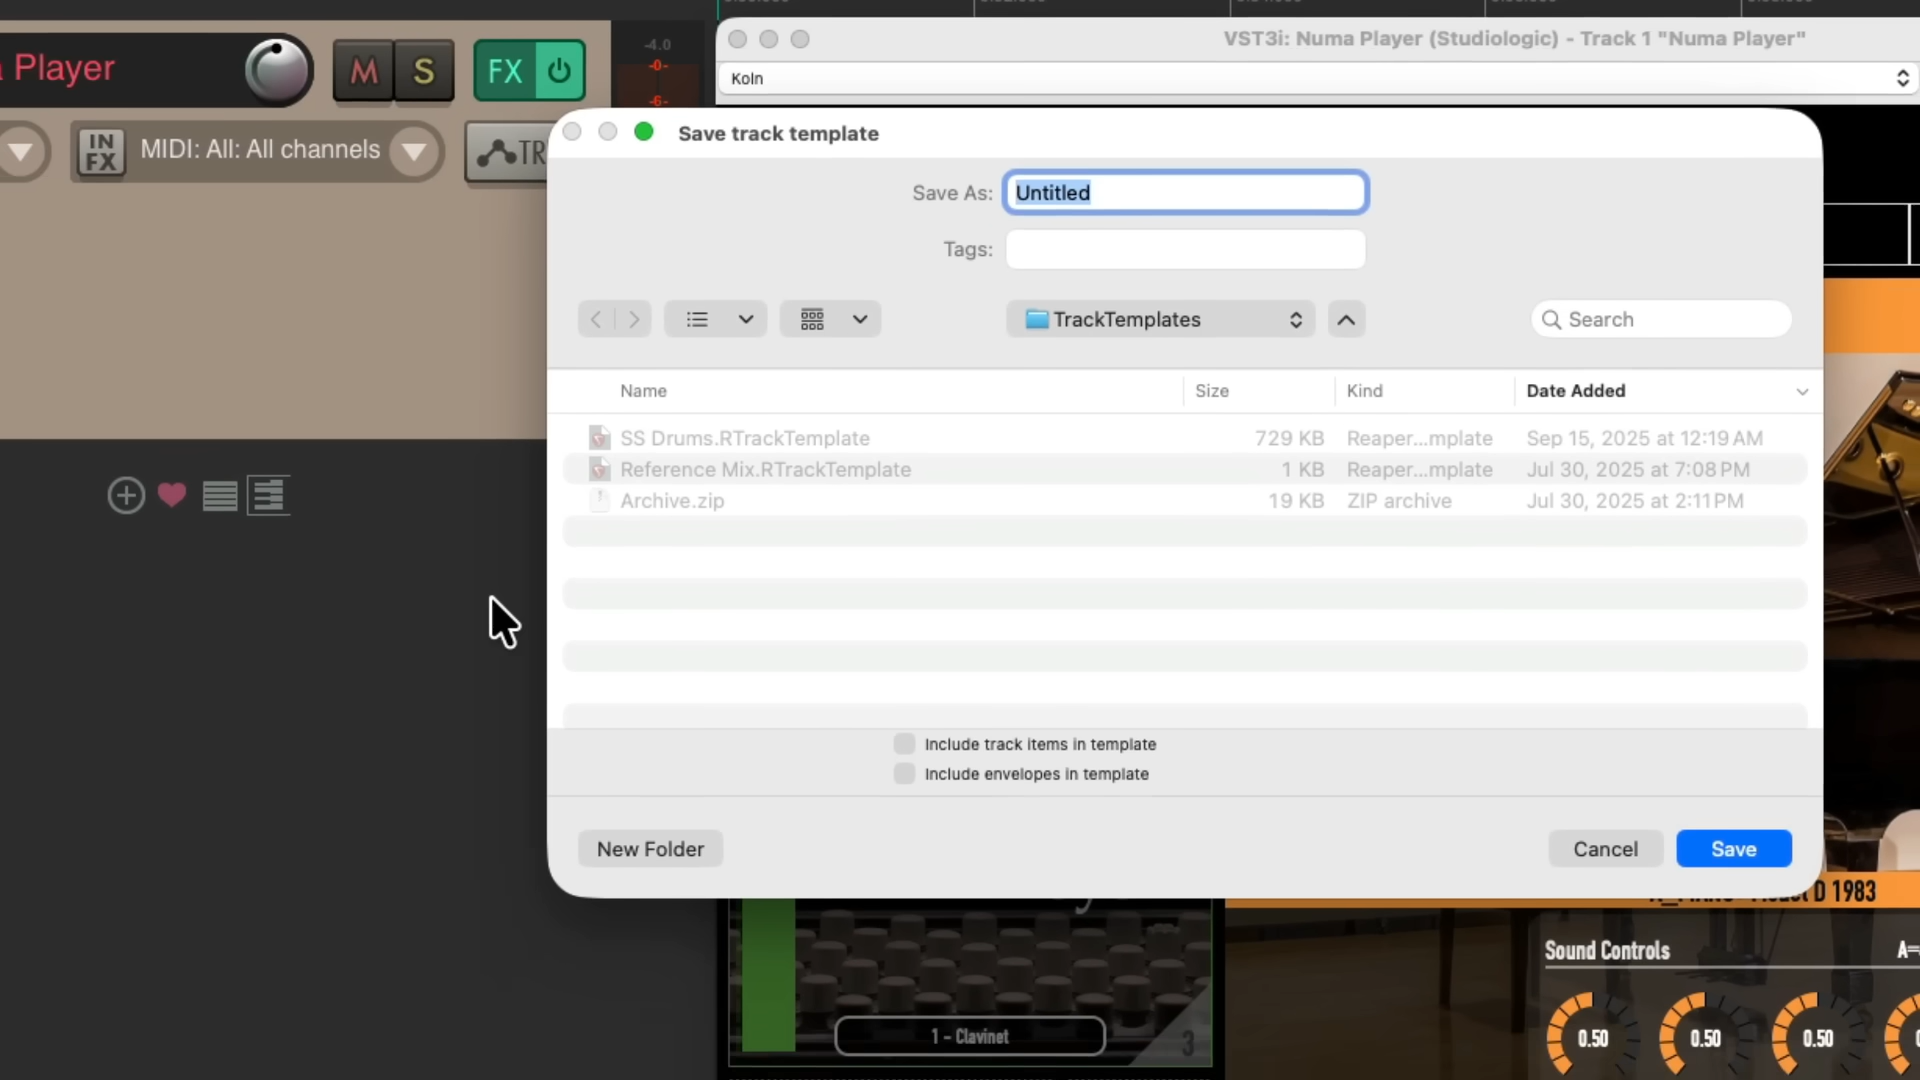 -4.0
VST3i: Numa Player (Studiologic) - Track 1 "Numa Player"
a Player
M
S
FX
-0-
-6-
Koln
IN
FX
MIDI: All: All channels
TR
Save track template
Save As:
Untitled
Tags:
TrackTemplates
Search
Name
Size
Kind
Date Added
SS Drums.RTrackTemplate
729 KB
Reaper...mplate
Sep 15, 2025 at 12:19 AM
Reference Mix.RTrackTemplate
1 KB
Reaper...mplate
Jul 30, 2025 at 7:08 PM
Archive.zip
19 KB
ZIP archive
Jul 30, 2025 at 2:11 PM
Include track items in template
Include envelopes in template
New Folder
Cancel
Save
D 1983
Sound Controls
A=
1 - Clavinet
3
0.50
0.50
0.50